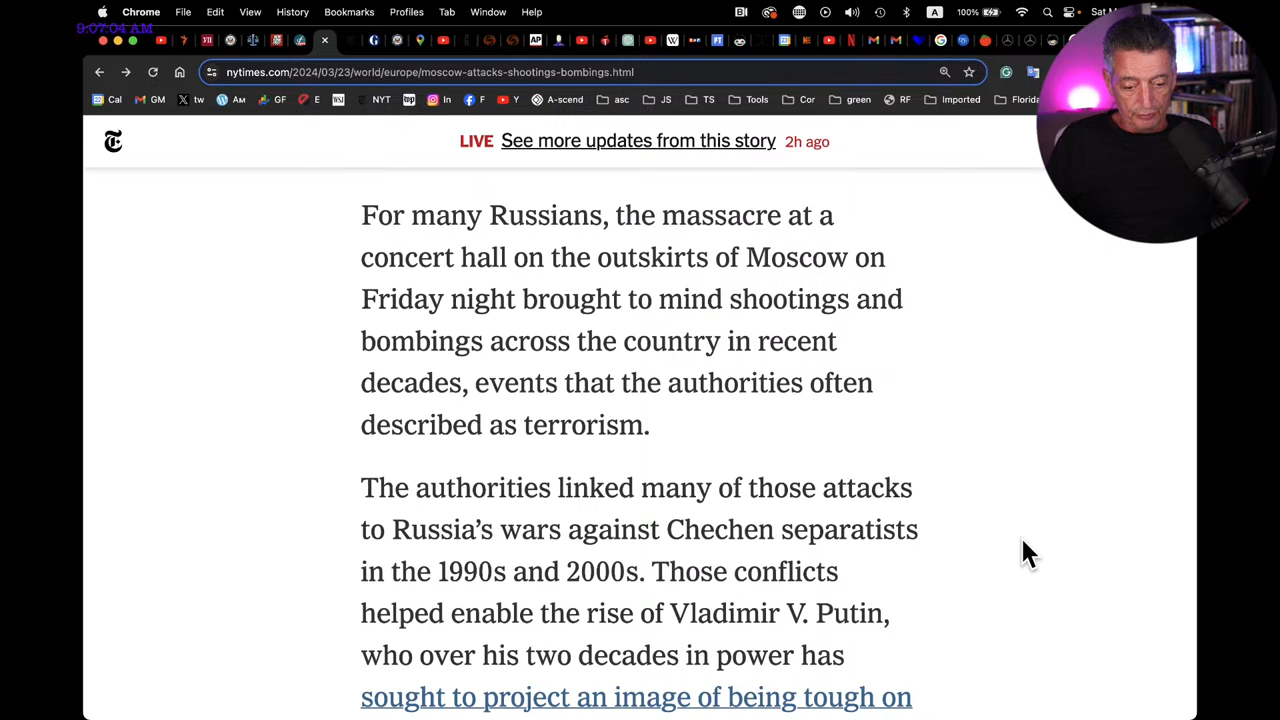 Chrome File Edit View History Bookmarks Profiles Tab Window Help A 100% Sat M
9:07:04 AM
nytimes.com/2024/03/23/world/europe/moscow-attacks-shootings-bombings.html
Cal GM tw Ам GF E NYT In F Y A-scend asc JS TS Tools Cor green RF Imported Florida
LIVE See more updates from this story 2h ago
For many Russians, the massacre at a
concert hall on the outskirts of Moscow on
Friday night brought to mind shootings and
bombings across the country in recent
decades, events that the authorities often
described as terrorism.
The authorities linked many of those attacks
to Russia’s wars against Chechen separatists
in the 1990s and 2000s. Those conflicts
helped enable the rise of Vladimir V. Putin,
who over his two decades in power has
sought to project an image of being tough on